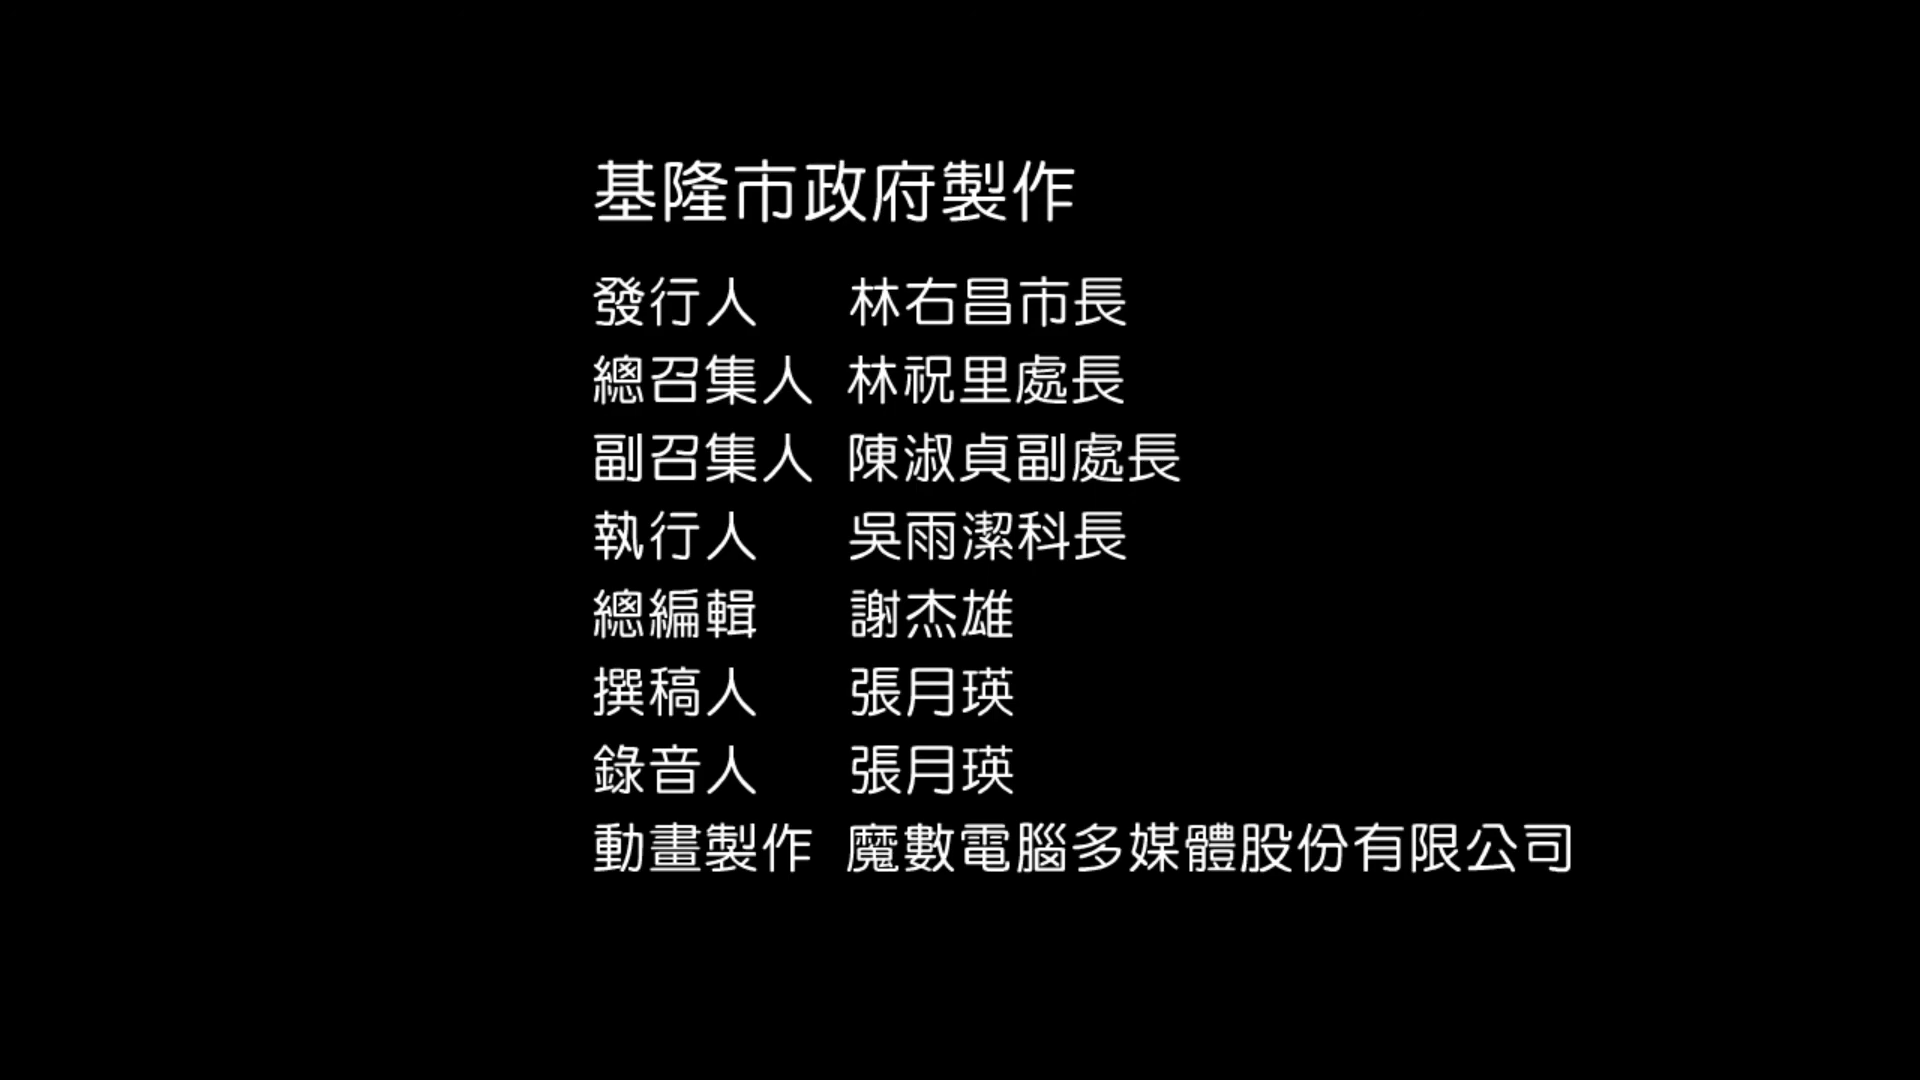 基隆市政府製作
發行人 林右昌市長
總召集人 林祝里處長
副召集人 陳淑貞副處長
執行人 吳雨潔科長
總編輯 謝杰雄
撰稿人 張月瑛
錄音人 張月瑛
動畫製作 魔數電腦多媒體股份有限公司